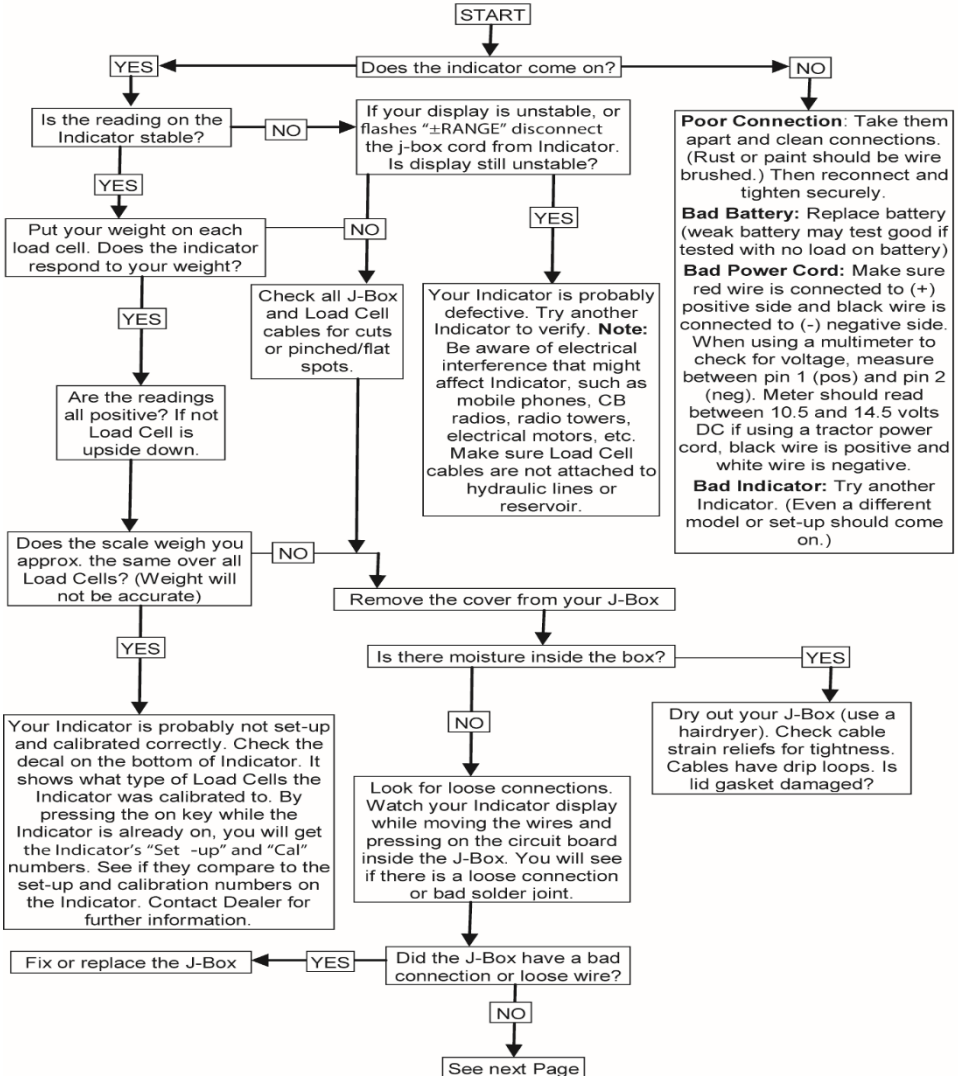 START
Does the indicator come on?
YES
NO
Is the reading on the
Indicator stable?
NO
If your display is unstable, or
flashes “±RANGE” disconnect
the j-box cord from Indicator.
Is display still unstable?
Poor Connection: Take them
apart and clean connections.
(Rust or paint should be wire
brushed.) Then reconnect and
tighten securely.
Bad Battery: Replace battery
(weak battery may test good if
tested with no load on battery)
Bad Power Cord: Make sure
red wire is connected to (+)
positive side and black wire is
connected to (-) negative side.
When using a multimeter to
check for voltage, measure
between pin 1 (pos) and pin 2
(neg). Meter should read
between 10.5 and 14.5 volts
DC if using a tractor power
cord, black wire is positive and
white wire is negative.
Bad Indicator: Try another
Indicator. (Even a different
model or set-up should come
on.)
YES
YES
Put your weight on each
load cell. Does the indicator
respond to your weight?
NO
Check all J-Box
and Load Cell
cables for cuts
or pinched/flat
spots.
Your Indicator is probably
defective. Try another
Indicator to verify. Note:
Be aware of electrical
interference that might
affect Indicator, such as
mobile phones, CB
radios, radio towers,
electrical motors, etc.
Make sure Load Cell
cables are not attached to
hydraulic lines or
reservoir.
YES
Are the readings
all positive? If not
Load Cell is
upside down.
Does the scale weigh you
approx. the same over all
Load Cells? (Weight will
not be accurate)
NO
Remove the cover from your J-Box
YES
Is there moisture inside the box?
YES
NO
Dry out your J-Box (use a
hairdryer). Check cable
strain reliefs for tightness.
Cables have drip loops. Is
lid gasket damaged?
Your Indicator is probably not set-up
and calibrated correctly. Check the
decal on the bottom of Indicator. It
shows what type of Load Cells the
Indicator was calibrated to. By
pressing the on key while the
Indicator is already on, you will get
the Indicator’s “Set -up” and “Cal”
numbers. See if they compare to the
set-up and calibration numbers on
the Indicator. Contact Dealer for
further information.
Look for loose connections.
Watch your Indicator display
while moving the wires and
pressing on the circuit board
inside the J-Box. You will see
if there is a loose connection
or bad solder joint.
Did the J-Box have a bad
connection or loose wire?
YES
Fix or replace the J-Box
NO
See next Page